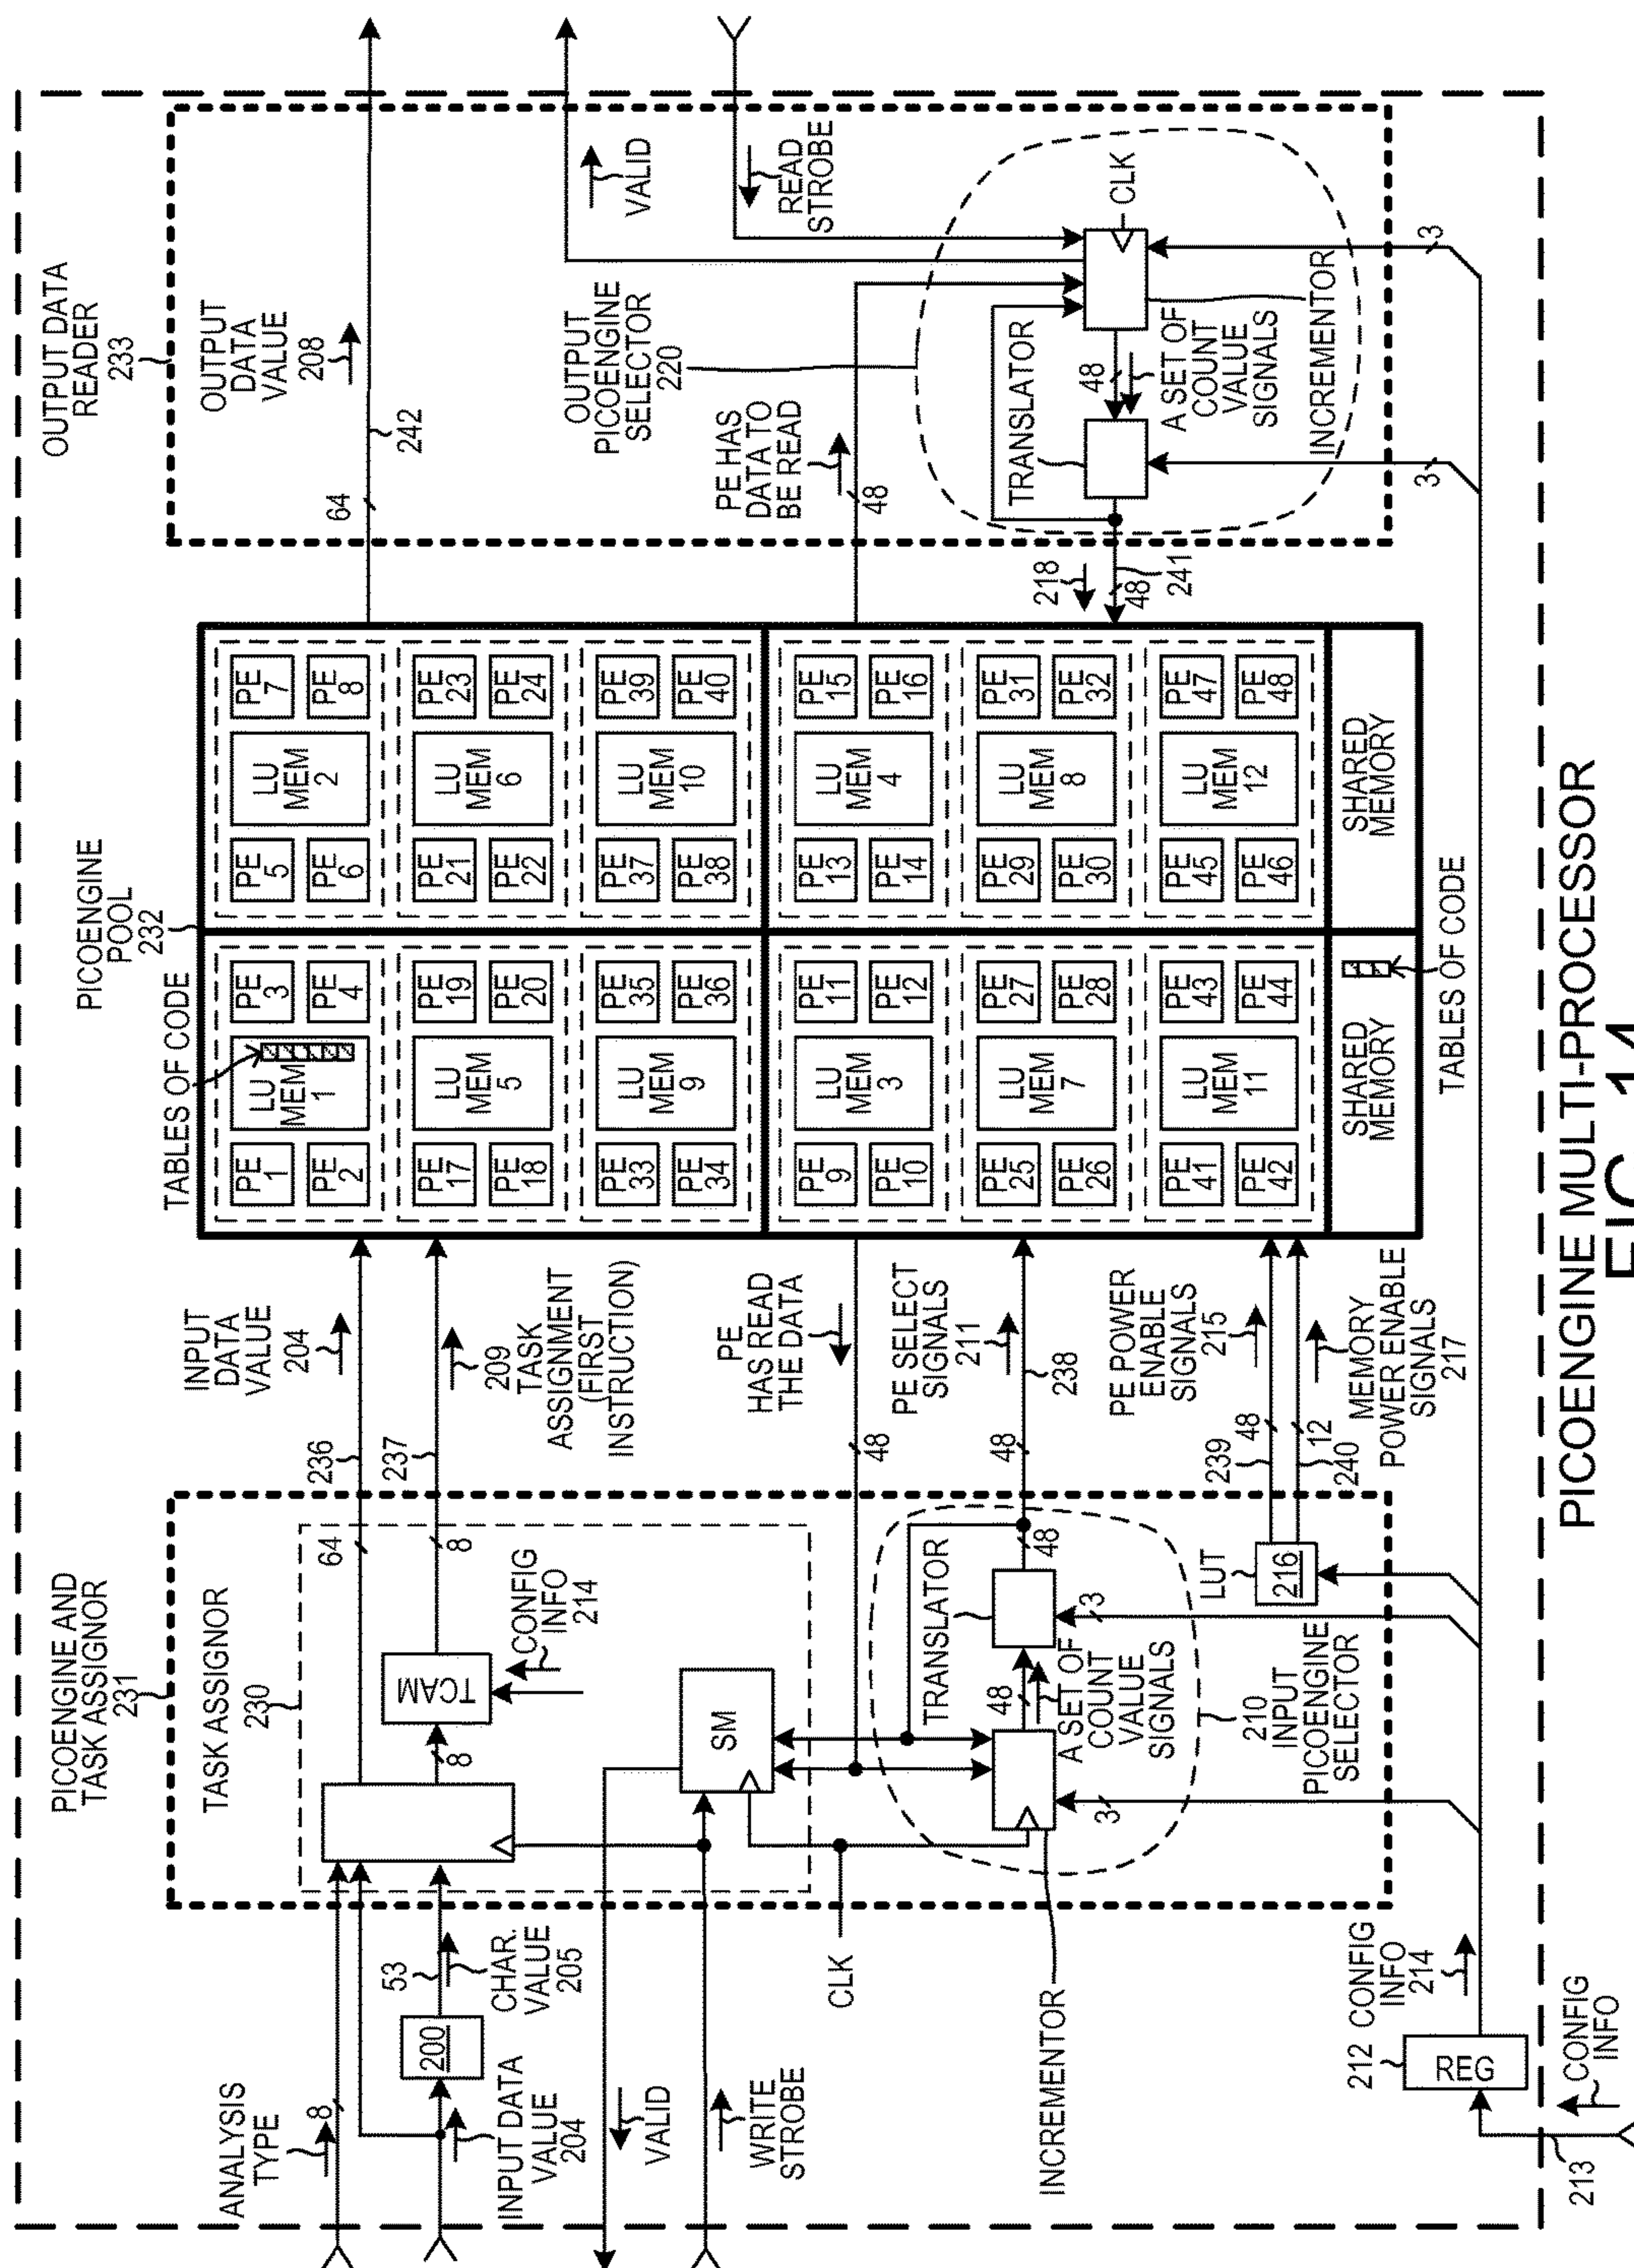 PICOENGINE AND
TASK ASSIGNOR
231
PICOENGINE
POOL
232
OUTPUT DATA
READER
233
TASK ASSIGNOR
230
ANALYSIS
TYPE
8
INPUT DATA
VALUE
204
200
53
CHAR.
VALUE
205
VALID
WRITE
STROBE
CLK
INCREMENTOR
8
TCAM
CONFIG
INFO
214
64
8
SM
TRANSLATOR
48
A SET OF
COUNT
VALUE
SIGNALS
48
3
3
210
INPUT
PICOENGINE
SELECTOR
LUT
216
236
237
INPUT
DATA
VALUE
204
209
TASK
ASSIGNMENT
(FIRST
INSTRUCTION)
PE
HAS READ
THE DATA
48
PE SELECT
SIGNALS
211
48
238
PE POWER
ENABLE
SIGNALS
215
239
48
12
240
MEMORY
POWER ENABLE
SIGNALS
217
TABLES OF CODE
PE
1
PE
2
LU
MEM
1
PE
3
PE
4
PE
5
PE
6
LU
MEM
2
PE
7
PE
8
PE
17
PE
18
LU
MEM
5
PE
19
PE
20
PE
21
PE
22
LU
MEM
6
PE
23
PE
24
PE
33
PE
34
LU
MEM
9
PE
35
PE
36
PE
37
PE
38
LU
MEM
10
PE
39
PE
40
PE
9
PE
10
LU
MEM
3
PE
11
PE
12
PE
13
PE
14
LU
MEM
4
PE
15
PE
16
PE
25
PE
26
LU
MEM
7
PE
27
PE
28
PE
29
PE
30
LU
MEM
8
PE
31
PE
32
PE
41
PE
42
LU
MEM
11
PE
43
PE
44
PE
45
PE
46
LU
MEM
12
PE
47
PE
48
SHARED
MEMORY
SHARED
MEMORY
TABLES OF CODE
OUTPUT
DATA
VALUE
208
64
242
OUTPUT
PICOENGINE
SELECTOR
220
VALID
READ
STROBE
PE HAS
DATA TO
BE READ
48
TRANSLATOR
48
A SET OF
COUNT
VALUE
SIGNALS
CLK
INCREMENTOR
218
48
241
3
3
212
REG
CONFIG
INFO
214
213
CONFIG
INFO
PICOENGINE MULTI-PROCESSOR
FIG. 14